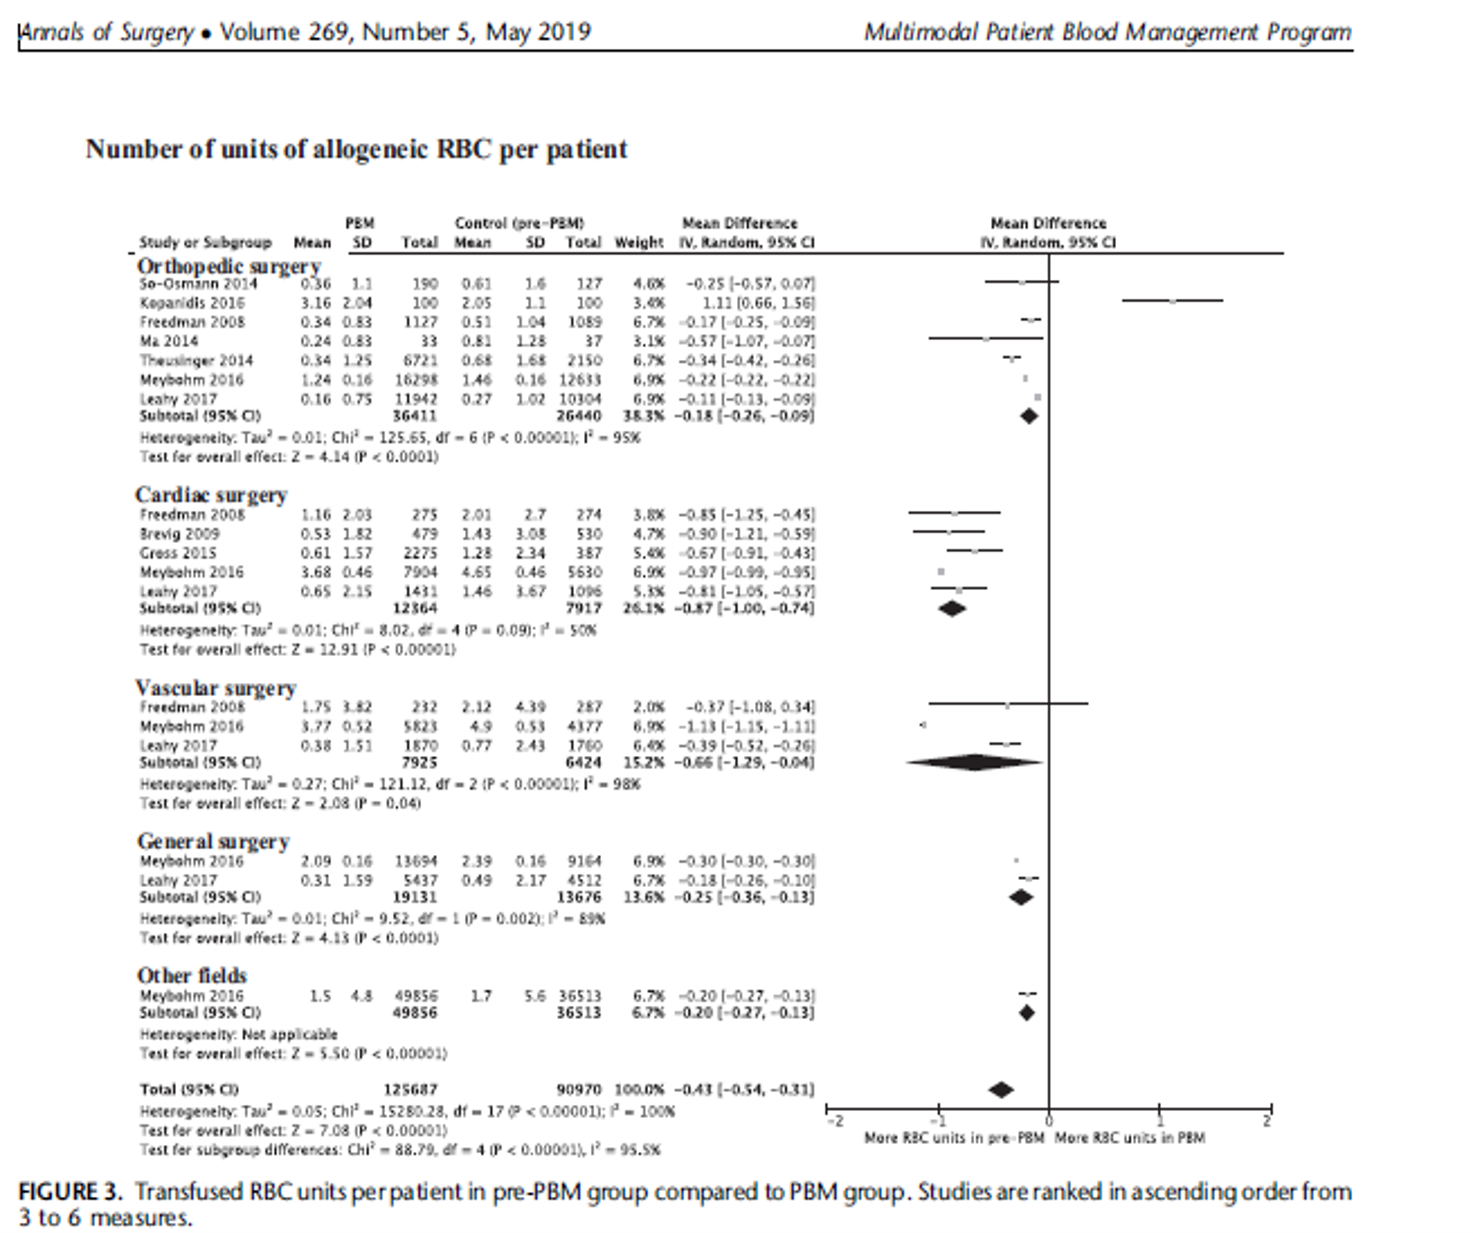 Annals of Surgery • Volume 269, Number 5, May 2019 Multimodal Patient Blood Management Program
Number of units of allogeneic RBC per patient
PBM Control (pre-PBM) Mean Difference Mean Difference
Study or Subgroup Mean SD Total Mean SD Total Weight IV, Random, 95% CI IV, Random, 95% CI
Orthopedic surgery
So-Osmann 2014 0.36 1.1 190 0.61 1.6 127 4.6% -0.25 [-0.57, 0.07]
Kopanidis 2016 3.16 2.04 100 2.05 1.1 100 3.4% 1.11 [0.66, 1.56]
Freedman 2008 0.34 0.83 1127 0.51 1.04 1089 6.7% -0.17 [-0.25, -0.09]
Ma 2014 0.24 0.83 33 0.81 1.28 37 3.1% -0.57 [-1.07, -0.07]
Theusinger 2014 0.34 1.25 6721 0.68 1.68 2150 6.7% -0.34 [-0.42, -0.26]
Meybohm 2016 1.24 0.16 16298 1.46 0.16 12633 6.9% -0.22 [-0.22, -0.22]
Leahy 2017 0.16 0.75 11942 0.27 1.02 10304 6.9% -0.11 [-0.13, -0.09]
Subtotal (95% CI) 36411 26440 38.3% -0.18 [-0.26, -0.09]
Heterogeneity: Tau² = 0.01; Chi² = 125.65, df = 6 (P < 0.00001); I² = 95%
Test for overall effect: Z = 4.14 (P < 0.0001)
Cardiac surgery
Freedman 2008 1.16 2.03 275 2.01 2.7 274 3.8% -0.85 [-1.25, -0.45]
Brevig 2009 0.53 1.82 479 1.43 3.08 530 4.7% -0.90 [-1.21, -0.59]
Gross 2015 0.61 1.57 2275 1.28 2.34 387 5.4% -0.67 [-0.91, -0.43]
Meybohm 2016 3.68 0.46 7904 4.65 0.46 5630 6.9% -0.97 [-0.99, -0.95]
Leahy 2017 0.65 2.15 1431 1.46 3.67 1096 5.3% -0.81 [-1.05, -0.57]
Subtotal (95% CI) 12364 7917 26.1% -0.87 [-1.00, -0.74]
Heterogeneity: Tau² = 0.01; Chi² = 8.02, df = 4 (P = 0.09); I² = 50%
Test for overall effect: Z = 12.91 (P < 0.00001)
Vascular surgery
Freedman 2008 1.75 3.82 232 2.12 4.39 287 2.0% -0.37 [-1.08, 0.34]
Meybohm 2016 3.77 0.52 5823 4.9 0.53 4377 6.9% -1.13 [-1.15, -1.11]
Leahy 2017 0.38 1.51 1870 0.77 2.43 1760 6.4% -0.39 [-0.52, -0.26]
Subtotal (95% CI) 7925 6424 15.2% -0.66 [-1.29, -0.04]
Heterogeneity: Tau² = 0.27; Chi² = 121.12, df = 2 (P < 0.00001); I² = 98%
Test for overall effect: Z = 2.08 (P = 0.04)
General surgery
Meybohm 2016 2.09 0.16 13694 2.39 0.16 9164 6.9% -0.30 [-0.30, -0.30]
Leahy 2017 0.31 1.59 5437 0.49 2.17 4512 6.7% -0.18 [-0.26, -0.10]
Subtotal (95% CI) 19131 13676 13.6% -0.25 [-0.36, -0.13]
Heterogeneity: Tau² = 0.01; Chi² = 9.52, df = 1 (P = 0.002); I² = 89%
Test for overall effect: Z = 4.13 (P < 0.0001)
Other fields
Meybohm 2016 1.5 4.8 49856 1.7 5.6 36513 6.7% -0.20 [-0.27, -0.13]
Subtotal (95% CI) 49856 36513 6.7% -0.20 [-0.27, -0.13]
Heterogeneity: Not applicable
Test for overall effect: Z = 5.50 (P < 0.00001)
Total (95% CI) 125687 90970 100.0% -0.43 [-0.54, -0.31]
Heterogeneity: Tau² = 0.05; Chi² = 15280.28, df = 17 (P < 0.00001); I² = 100%
Test for overall effect: Z = 7.08 (P < 0.00001)
Test for subgroup differences: Chi² = 88.79, df = 4 (P < 0.00001), I² = 95.5%
-2 -1 0 1 2
More RBC units in pre-PBM More RBC units in PBM
FIGURE 3. Transfused RBC units per patient in pre-PBM group compared to PBM group. Studies are ranked in ascending order from
3 to 6 measures.